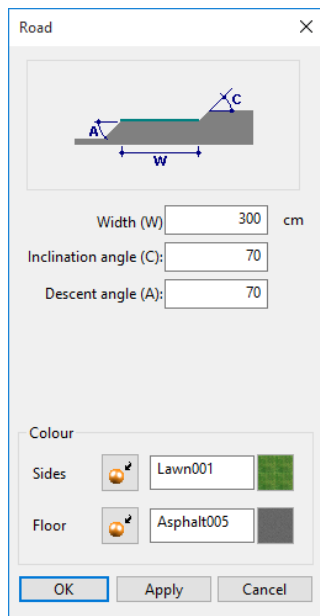 Road
C
A
W
Width (W) 300 cm
Inclination angle (C): 70
Descent angle (A): 70
Colour
Sides Lawn001
Floor Asphalt005
OK Apply Cancel